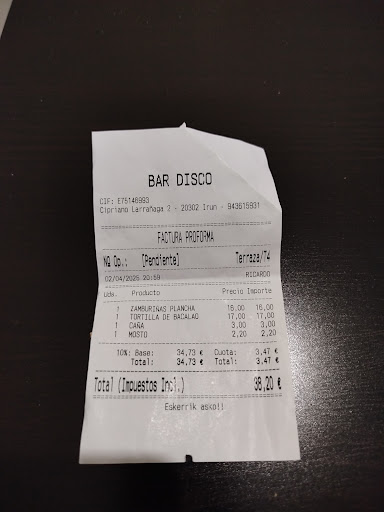 BAR DISCO
CIF: E75146993
Cipriano Larrañaga 2 - 20302 Irun - 943615931
FACTURA PROFORMA
Nº Op.: [Pendiente] Terraza/T4
02/04/2025 20:59 RICARDO
Uds. Producto Precio Importe
1 ZAMBURIÑAS PLANCHA 16,00 16,00
1 TORTILLA DE BACALAO 17,00 17,00
1 CAÑA 3,00 3,00
1 MOSTO 2,20 2,20
10%: Base: 34,73 € Cuota: 3,47 €
Total: 34,73 € Total: 3,47 €
Total (Impuestos Incl.) 38,20 €
Eskerrik asko!!